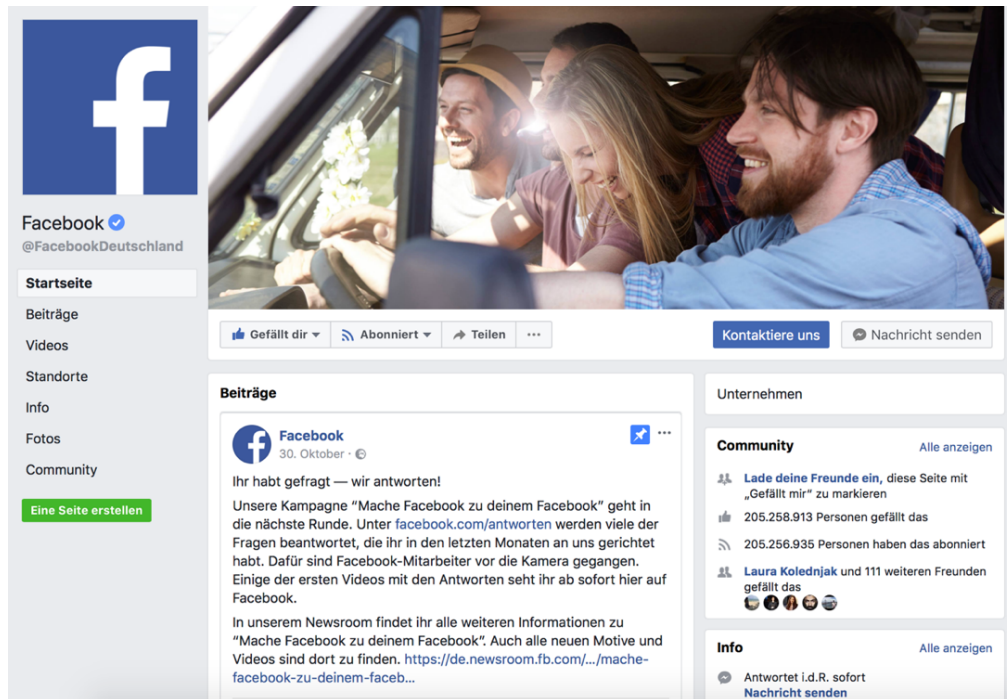 Facebook
@FacebookDeutschland
Startseite
Beiträge
Videos
Standorte
Info
Fotos
Community
Eine Seite erstellen
Gefällt dir
Abonniert
Teilen
Kontaktiere uns
Nachricht senden
Beiträge
Facebook
30. Oktober ·
Ihr habt gefragt — wir antworten!
Unsere Kampagne “Mache Facebook zu deinem Facebook” geht in
die nächste Runde. Unter facebook.com/antworten werden viele der
Fragen beantwortet, die ihr in den letzten Monaten an uns gerichtet
habt. Dafür sind Facebook-Mitarbeiter vor die Kamera gegangen.
Einige der ersten Videos mit den Antworten seht ihr ab sofort hier auf
Facebook.
In unserem Newsroom findet ihr alle weiteren Informationen zu
“Mache Facebook zu deinem Facebook”. Auch alle neuen Motive und
Videos sind dort zu finden. https://de.newsroom.fb.com/.../mache-
facebook-zu-deinem-faceb...
Unternehmen
Community
Alle anzeigen
Lade deine Freunde ein, diese Seite mit
„Gefällt mir“ zu markieren
205.258.913 Personen gefällt das
205.256.935 Personen haben das abonniert
Laura Kolednjak und 111 weiteren Freunden
gefällt das
Info
Alle anzeigen
Antwortet i.d.R. sofort
Nachricht senden